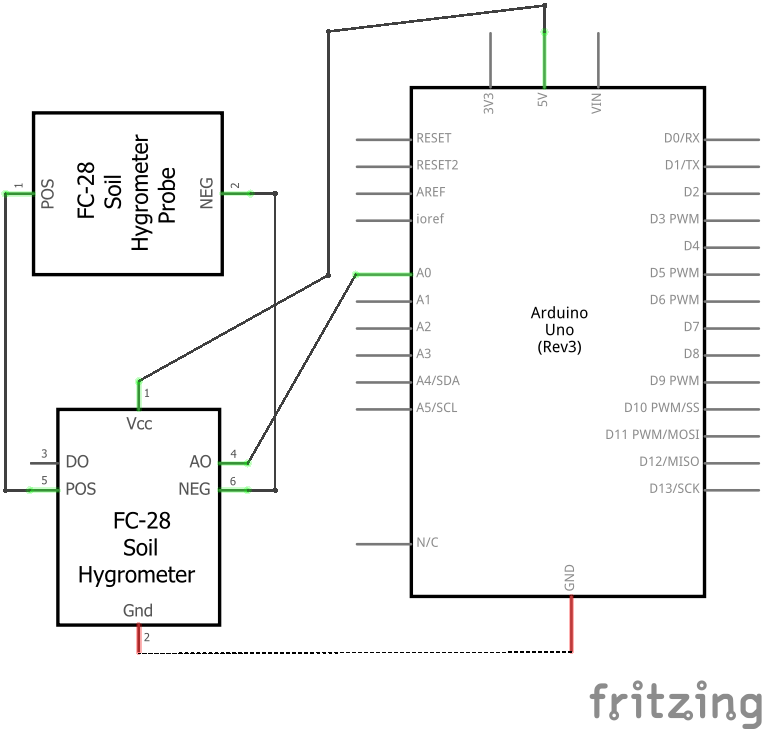 3V3
5V
VIN
RESET
RESET2
AREF
ioref
A0
A1
A2
A3
A4/SDA
A5/SCL
N/C
D0/RX
D1/TX
D2
D3 PWM
D4
D5 PWM
D6 PWM
D7
D8
D9 PWM
D10 PWM/SS
D11 PWM/MOSI
D12/MISO
D13/SCK
GND
Arduino
Uno
(Rev3)
1
POS
FC-28
Soil
Hygrometer
Probe
NEG
2
1
Vcc
3
DO
AO
4
5
POS
NEG
6
FC-28
Soil
Hygrometer
Gnd
2
fritzing